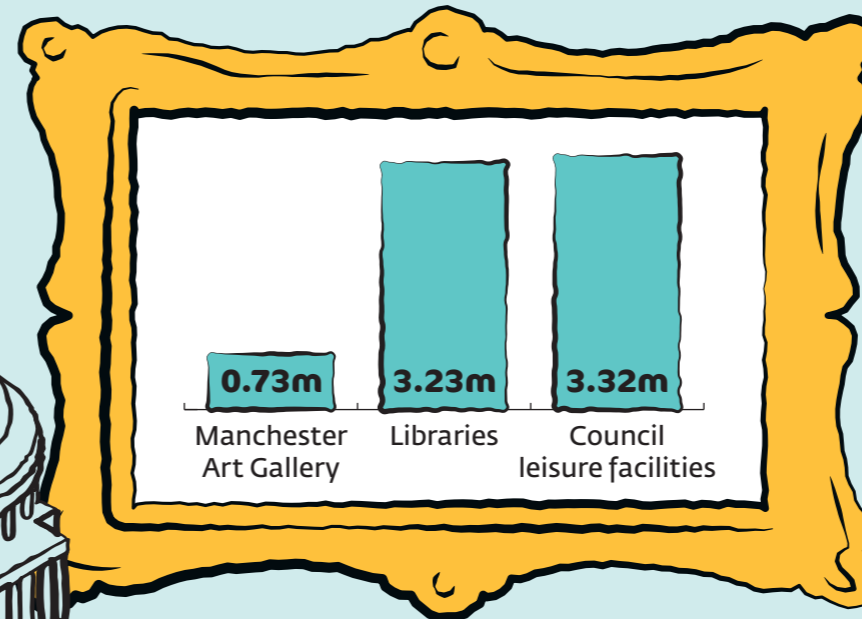 0.73m
3.23m
3.32m
Manchester
Art Gallery
Libraries
Council
leisure facilities